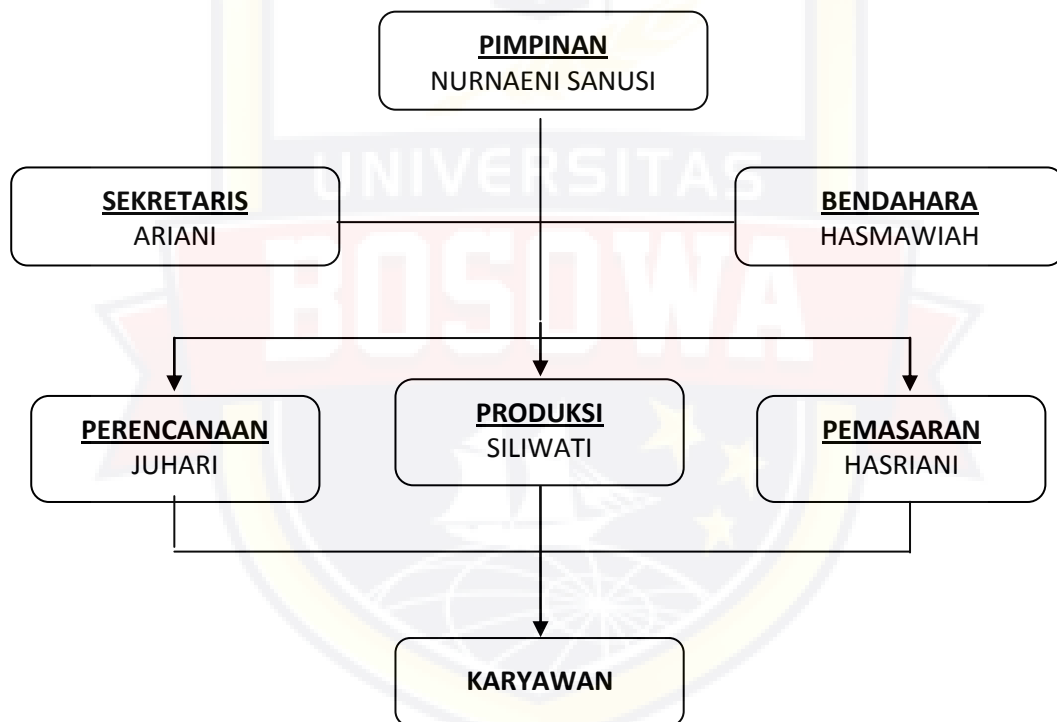 PIMPINAN
NURNAENI SANUSI
UNIVERSITAS
SEKRETARIS
ARIANI
BENDAHARA
HASMAWIAH
BOSOWA
PERENCANAAN
JUHARI
PRODUKSI
SILIWATI
PEMASARAN
HASRIANI
KARYAWAN